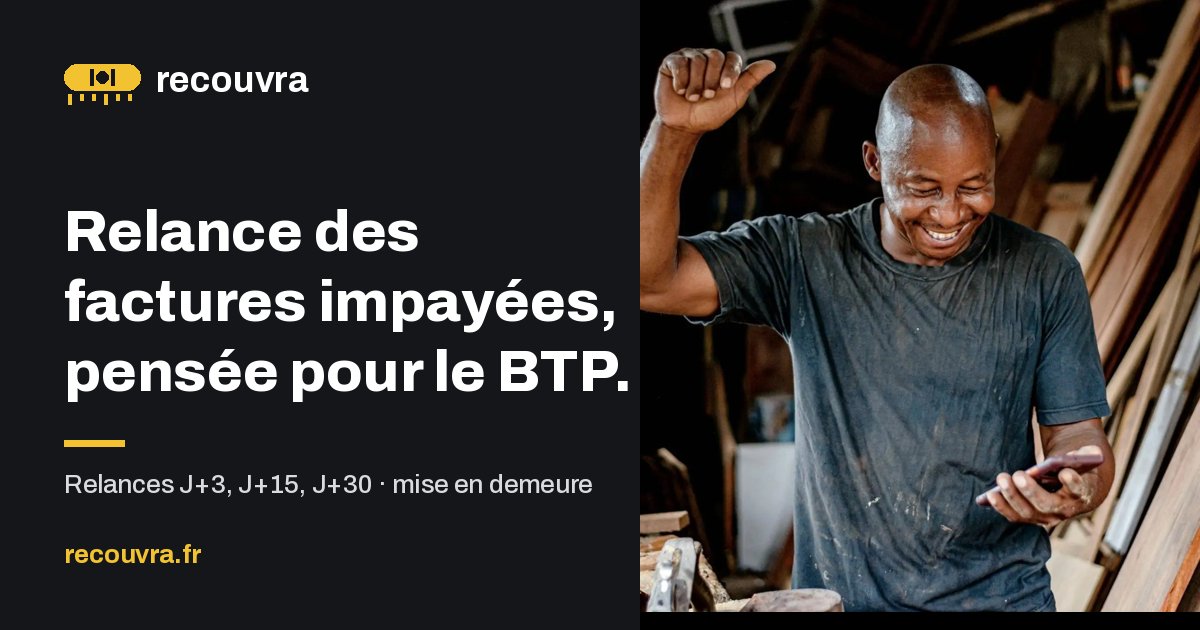 recouvra
Relance des
factures impayées,
pensée pour le BTP.
Relances J+3, J+15, J+30 · mise en demeure
recouvra.fr